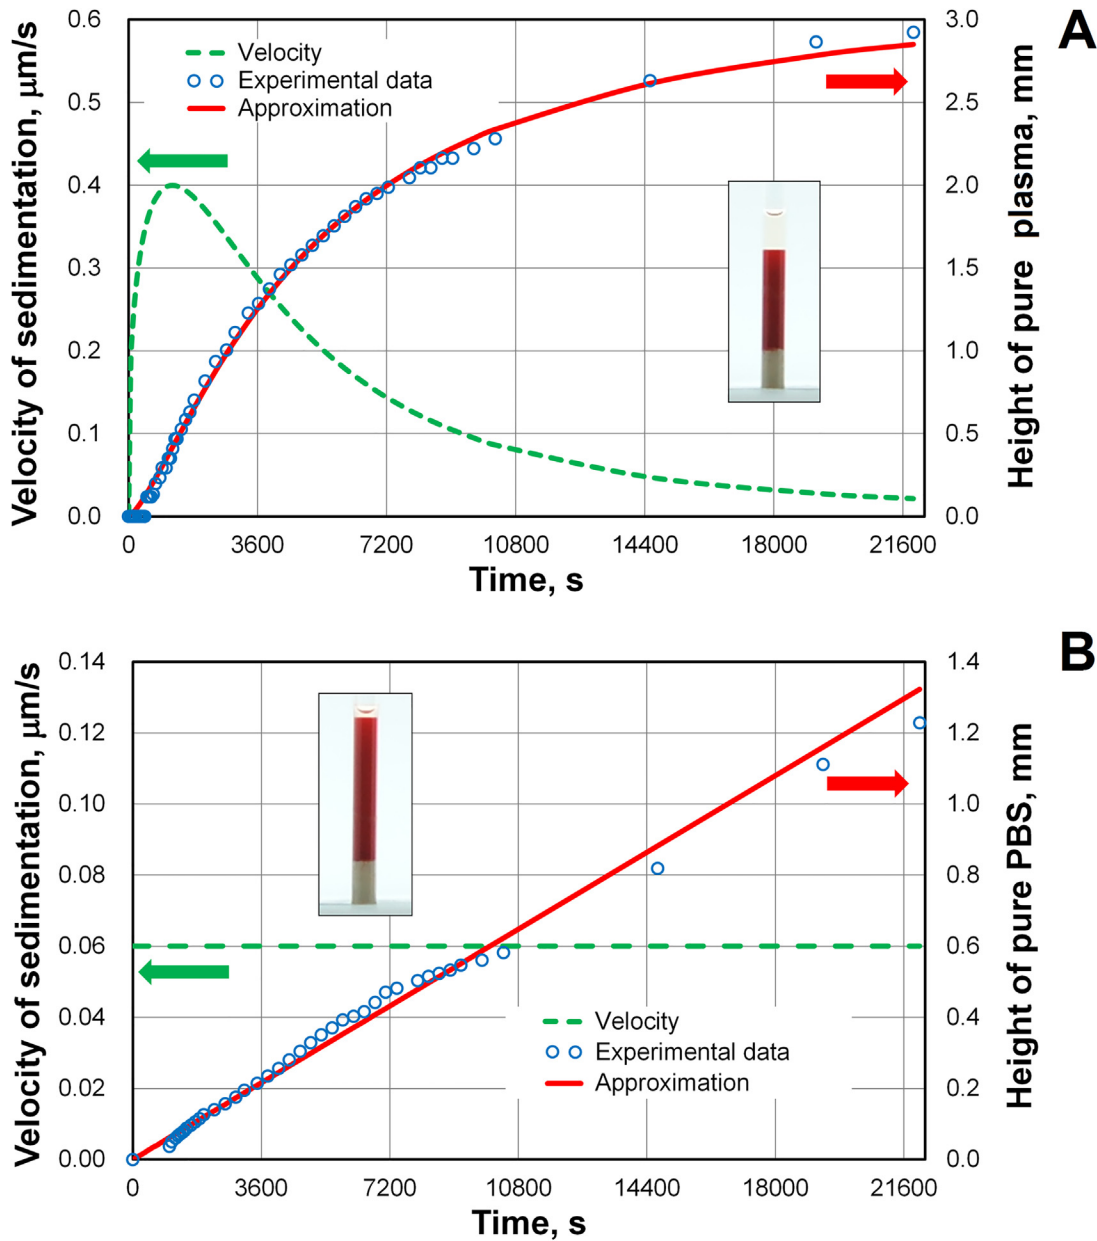 A
Velocity of sedimentation, μm/s
0.6
0.5
0.4
0.3
0.2
0.1
0.0
Velocity
Experimental data
Approximation
3.0
2.5
2.0
1.5
1.0
0.5
0.0
Height of pure plasma, mm
0 3600 7200 10800 14400 18000 21600
Time, s
B
Velocity of sedimentation, μm/s
0.14
0.12
0.10
0.08
0.06
0.04
0.02
0.00
1.4
1.2
1.0
0.8
0.6
0.4
0.2
0.0
Height of pure PBS, mm
Velocity
Experimental data
Approximation
0 3600 7200 10800 14400 18000 21600
Time, s